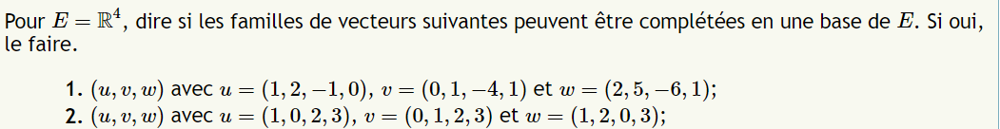 Pour E = ℝ⁴, dire si les familles de vecteurs suivantes peuvent être complétées en une base de E. Si oui,
le faire.
1. (u, v, w) avec u = (1, 2, −1, 0), v = (0, 1, −4, 1) et w = (2, 5, −6, 1);
2. (u, v, w) avec u = (1, 0, 2, 3), v = (0, 1, 2, 3) et w = (1, 2, 0, 3);